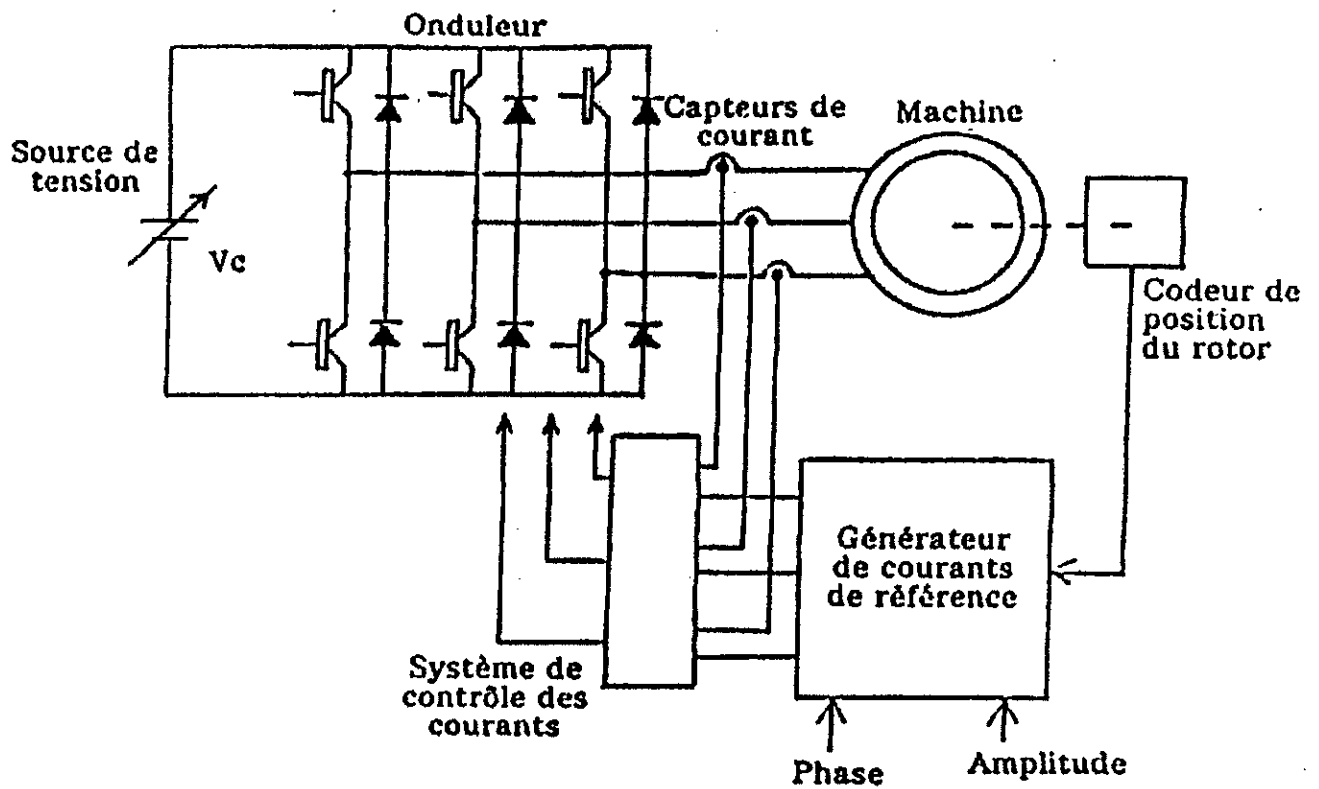 Onduleur
Source de
tension
Vc
Capteurs de
courant
Machine
Codeur de
position
du rotor
Générateur
de courants
de référence
Système de
contrôle des
courants
Phase
Amplitude